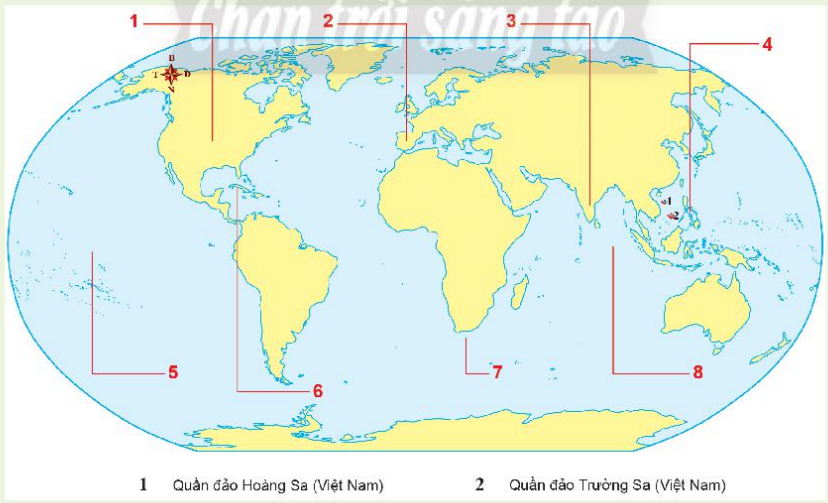 Chân trời sáng tạo
1 2 3 4
B
T D
N
1
2
5 6 7 8
1 Quần đảo Hoàng Sa (Việt Nam) 2 Quần đảo Trường Sa (Việt Nam)